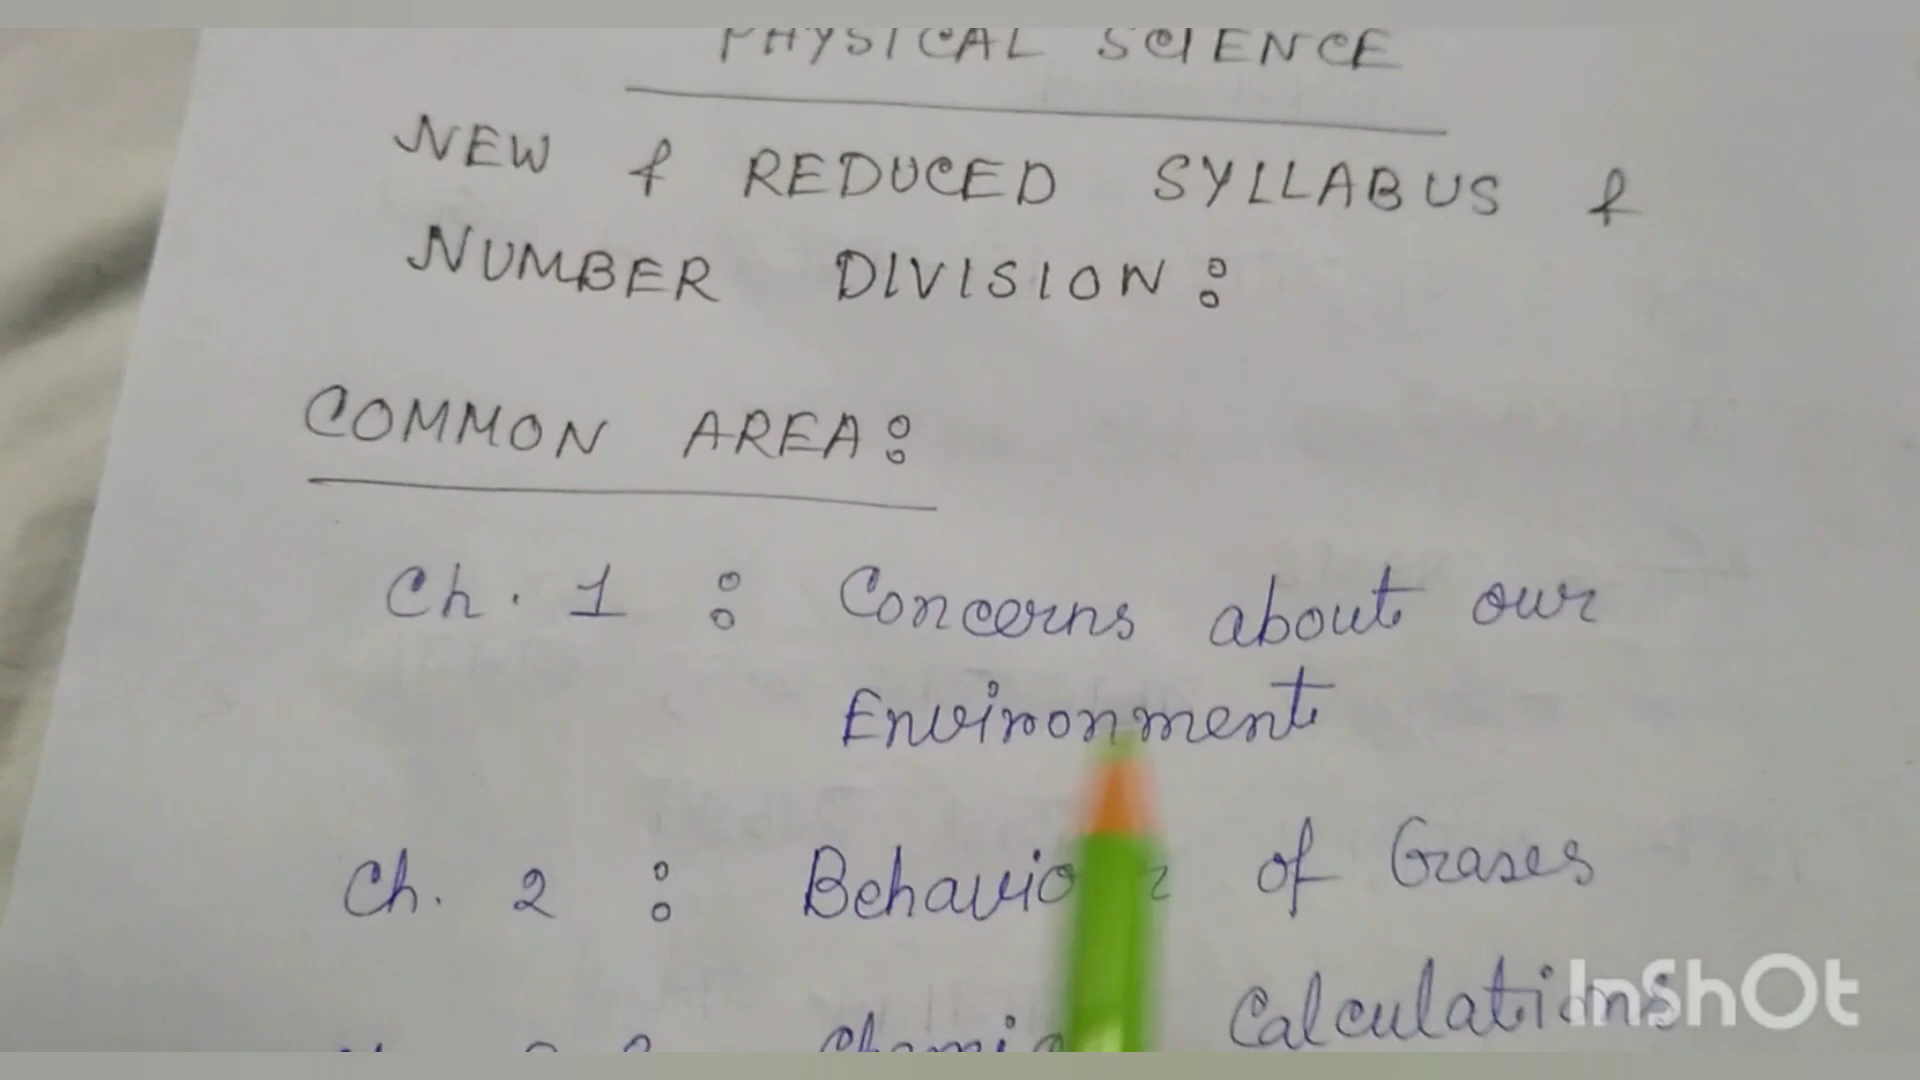 PHYSICAL SCIENCE
NEW & REDUCED SYLLABUS &
NUMBER DIVISION:
COMMON AREA:
Ch. 1 : Concerns about our
Environment
Ch. 2 : Behaviour of Gases
Calculations
InShOt